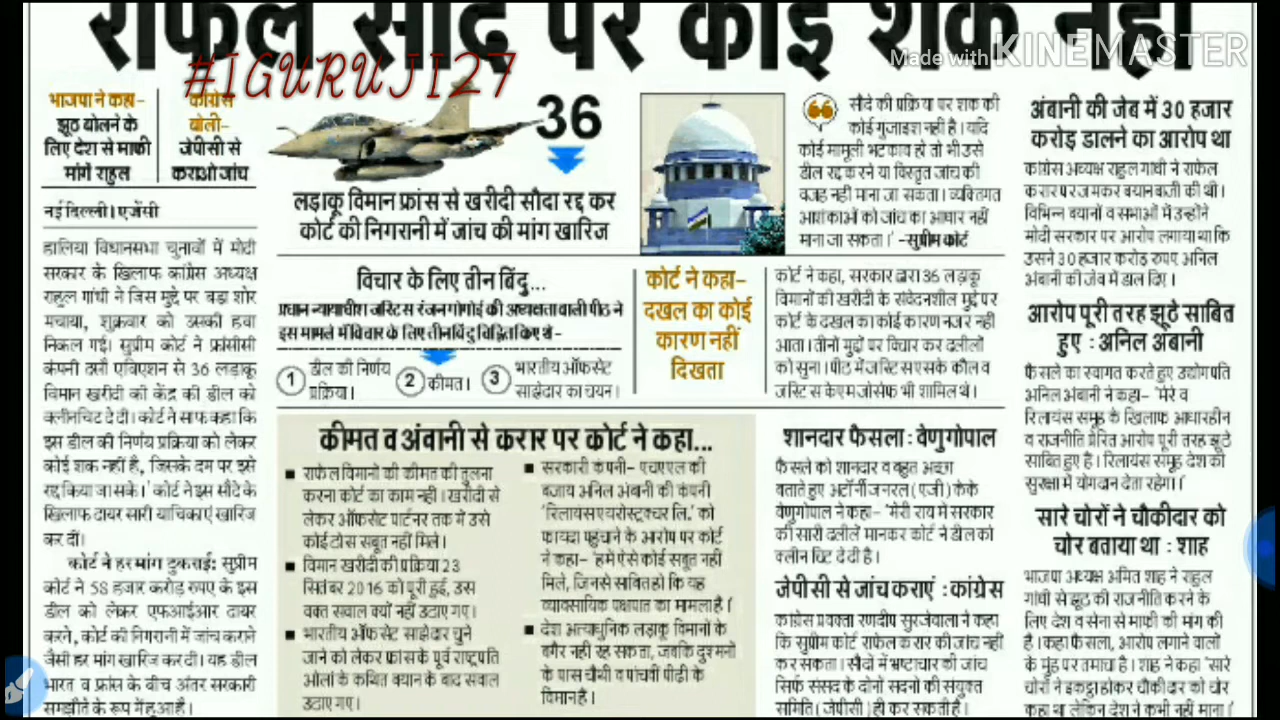 राफेल सौदे पर कोई शक नहीं
#IGURUJI27
Made with KINEMASTER
भाजपा ने कहा-
झूठ बोलने के
लिए देश से माफी
मांगें राहुल
कांग्रेस
बोली-
जेपीसी से
कराओ जांच
नई दिल्ली। एजेंसी
हालिया विधानसभा चुनावों में मोदी
सरकार के खिलाफ कांग्रेस अध्यक्ष
राहुल गांधी ने जिस मुद्दे पर बड़ा शोर
मचाया, शुक्रवार को उसकी हवा
निकल गई। सुप्रीम कोर्ट ने फ्रांसीसी
कंपनी दसॉ एविएशन से 36 लड़ाकू
विमान खरीदी की केंद्र की डील को
क्लीनचिट दे दी। कोर्ट ने साफ कहा कि
इस डील की निर्णय प्रक्रिया को लेकर
कोई शक नहीं है, जिसके दम पर इसे
रद्द किया जा सके।' कोर्ट ने इस सौदे के
खिलाफ दायर सारी याचिकाएं खारिज
कर दीं।
कोर्ट ने हर मांग ठुकराई: सुप्रीम
कोर्ट ने 58 हजार करोड़ रुपए के इस
डील को लेकर एफआईआर दायर
करने, कोर्ट की निगरानी में जांच कराने
जैसी हर मांग खारिज कर दी। यह डील
भारत व फ्रांस के बीच अंतर सरकारी
समझौते के रूप में हुआ है।
36
लड़ाकू विमान फ्रांस से खरीदी सौदा रद्द कर
कोर्ट की निगरानी में जांच की मांग खारिज
सौदे की प्रक्रिया पर शक की
कोई गुंजाइश नहीं है। यदि
कोई मामूली भटकाव हो तो भी उसे
डील रद्द करने या विस्तृत जांच की
वजह नहीं माना जा सकता। व्यक्तिगत
आशंकाओं को जांच का आधार नहीं
माना जा सकता।' -सुप्रीम कोर्ट
विचार के लिए तीन बिंदु...
प्रधान न्यायाधीश जस्टिस रंजन गोगोई की अध्यक्षता वाली पीठ ने
इस मामले में विचार के लिए तीन बिंदु चिह्नित किए थे-
1 डील की निर्णय
प्रक्रिया।
2 कीमत।
3 भारतीय ऑफसेट
साझेदार का चयन।
कोर्ट ने कहा-
दखल का कोई
कारण नहीं
दिखता
कोर्ट ने कहा, सरकार द्वारा 36 लड़ाकू
विमानों की खरीदी के संवेदनशील मुद्दे पर
कोर्ट के दखल का कोई कारण नजर नहीं
आता। तीनों मुद्दों पर विचार कर दलीलों
को सुना। पीठ में जस्टिस एसके कौल व
जस्टिस केएम जोसेफ भी शामिल थे।
कीमत व अंबानी से करार पर कोर्ट ने कहा...
राफेल विमानों की कीमत की तुलना
करना कोर्ट का काम नहीं। खरीदी से
लेकर ऑफसेट पार्टनर तक में उसे
कोई ठोस सबूत नहीं मिले।
विमान खरीदी की प्रक्रिया 23
सितंबर 2016 को पूरी हुई, उस
वक्त सवाल क्यों नहीं उठाए गए।
भारतीय ऑफसेट साझेदार चुने
जाने को लेकर फ्रांस के पूर्व राष्ट्रपति
ओलां के कथित बयान के बाद सवाल
उठाए गए।
सरकारी कंपनी- एचएएल की
बजाय अनिल अंबानी की कंपनी
'रिलायंस एयरोस्ट्रक्चर लि.' को
फायदा पहुंचाने के आरोप पर कोर्ट
ने कहा- 'हमें ऐसे कोई सबूत नहीं
मिले, जिनसे साबित हो कि यह
व्यावसायिक पक्षपात का मामला है।
देश अत्याधुनिक लड़ाकू विमानों के
बगैर नहीं रह सकता, जबकि दुश्मनों
के पास चौथी व पांचवीं पीढ़ी के
विमान हैं।
शानदार फैसला : वेणुगोपाल
फैसले को शानदार व बहुत अच्छा
बताते हुए अटॉर्नी जनरल (एजी) केके
वेणुगोपाल ने कहा- 'मेरी राय में सरकार
की सारी दलीलें मानकर कोर्ट ने डील को
क्लीन चिट दे दी है।
जेपीसी से जांच कराएं : कांग्रेस
कांग्रेस प्रवक्ता रणदीप सुरजेवाला ने कहा
कि सुप्रीम कोर्ट राफेल करार की जांच नहीं
कर सकता। सौदों में भ्रष्टाचार की जांच
सिर्फ संसद के दोनों सदनों की संयुक्त
समिति (जेपीसी) ही कर सकती है।
अंबानी की जेब में 30 हजार
करोड़ डालने का आरोप था
कांग्रेस अध्यक्ष राहुल गांधी ने राफेल
करार पर जमकर बयानबाजी की थी।
विभिन्न बयानों व सभाओं में उन्होंने
मोदी सरकार पर आरोप लगाया था कि
उसने 30 हजार करोड़ रुपए अनिल
अंबानी की जेब में डाल दिए।
आरोप पूरी तरह झूठे साबित
हुए : अनिल अंबानी
फैसले का स्वागत करते हुए उद्योगपति
अनिल अंबानी ने कहा- 'मेरे व
रिलायंस समूह के खिलाफ आधारहीन
व राजनीति प्रेरित आरोप पूरी तरह झूठे
साबित हुए हैं। रिलायंस समूह देश की
सुरक्षा में योगदान देता रहेगा।
सारे चोरों ने चौकीदार को
चोर बताया था : शाह
भाजपा अध्यक्ष अमित शाह ने राहुल
गांधी से झूठ की राजनीति करने के
लिए देश व सेना से माफी की मांग की
है। कहा फैसला, आरोप लगाने वालों
के मुंह पर तमाचा है। शाह ने कहा 'सारे
चोरों ने इकट्ठा होकर चौकीदार को चोर
कहा था लेकिन देश ने कभी नहीं माना।